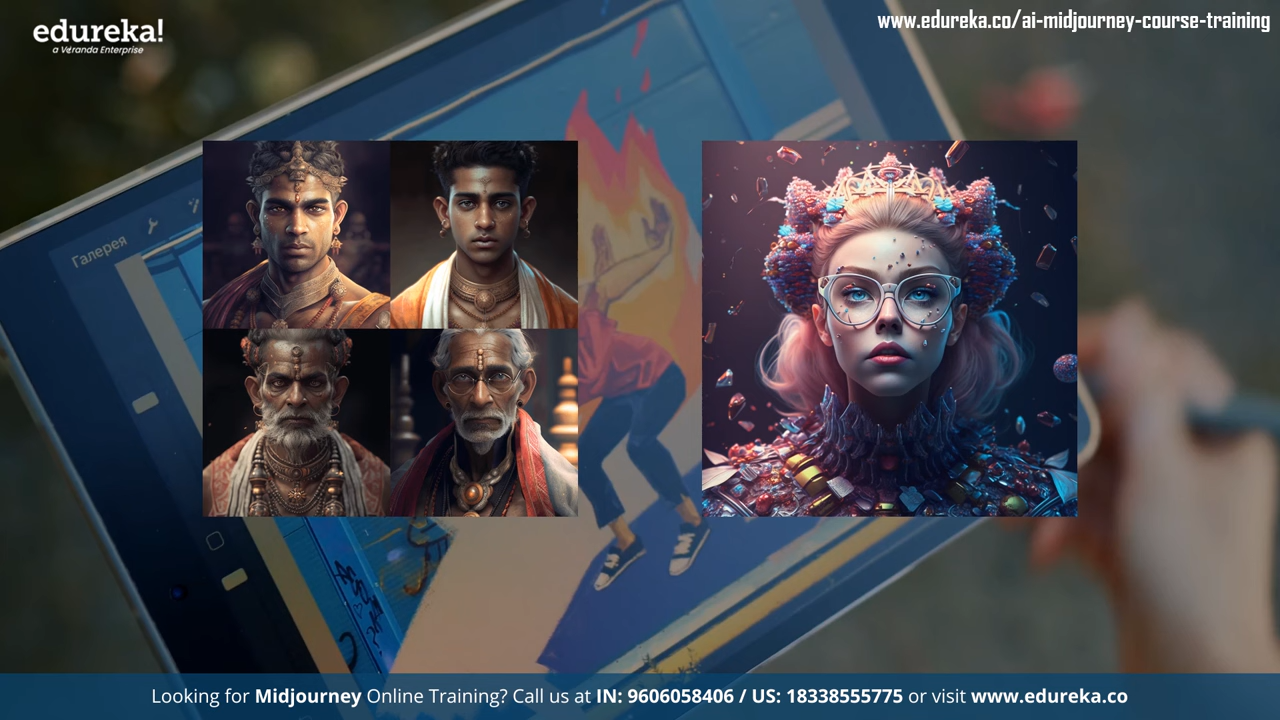 edureka!
a Veranda Enterprise
www.edureka.co/ai-midjourney-course-training
Галерея
Looking for Midjourney Online Training? Call us at IN: 9606058406 / US: 18338555775 or visit www.edureka.co